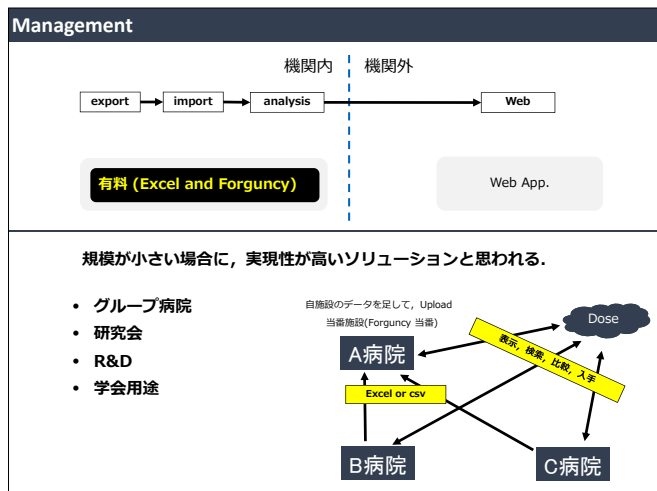 Management
機関内
機関外
export
import
analysis
Web
有料 (Excel and Forguncy)
Web App.
規模が小さい場合に，実現性が高いソリューションと思われる．
• グループ病院
• 研究会
• R&D
• 学会用途
自施設のデータを足して，Upload
当番施設(Forguncy 当番)
Dose
表示，検索，比較，入手
A病院
Excel or csv
B病院
C病院